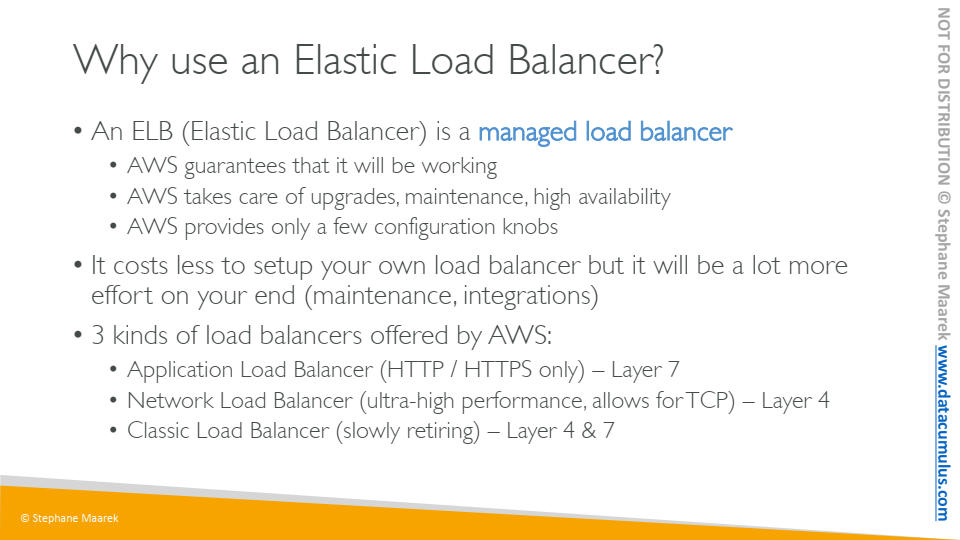 Why use an Elastic Load Balancer?
• An ELB (Elastic Load Balancer) is a managed load balancer
• AWS guarantees that it will be working
• AWS takes care of upgrades, maintenance, high availability
• AWS provides only a few configuration knobs
• It costs less to setup your own load balancer but it will be a lot more
effort on your end (maintenance, integrations)
• 3 kinds of load balancers offered by AWS:
• Application Load Balancer (HTTP / HTTPS only) – Layer 7
• Network Load Balancer (ultra-high performance, allows for TCP) – Layer 4
• Classic Load Balancer (slowly retiring) – Layer 4 & 7
© Stephane Maarek
NOT FOR DISTRIBUTION © Stephane Maarek www.datacumulus.com